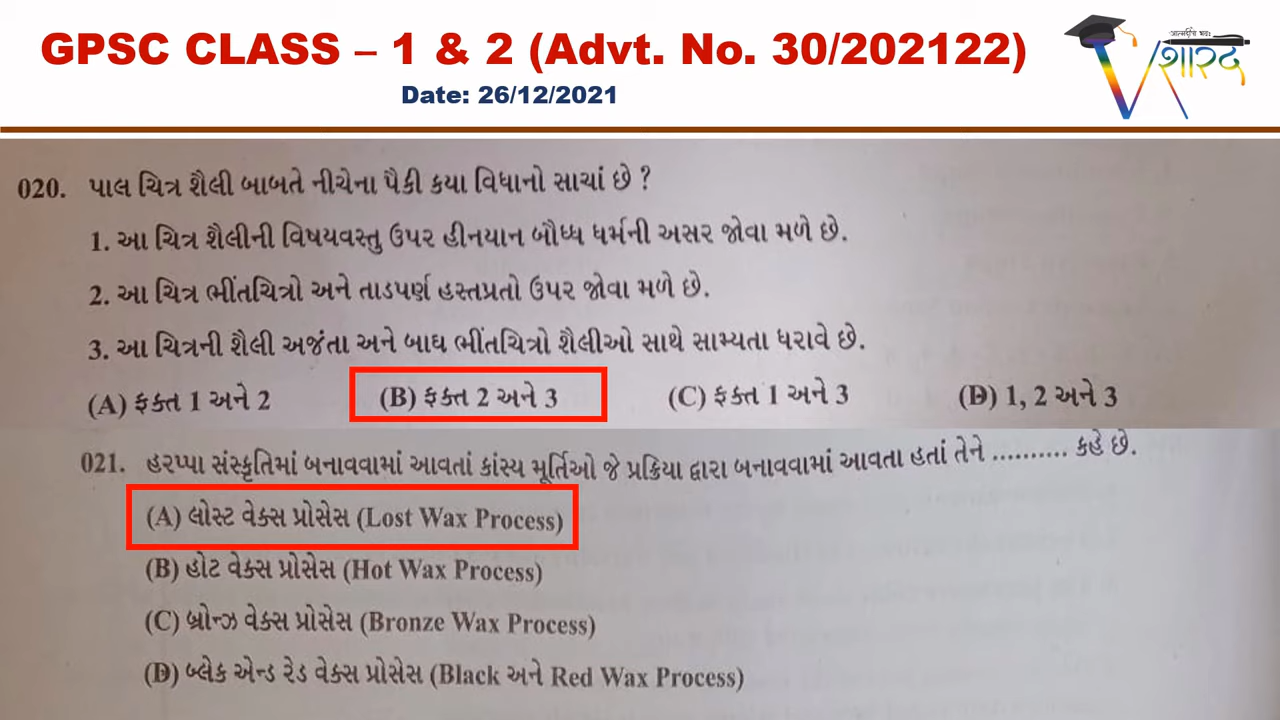 GPSC CLASS – 1 & 2 (Advt. No. 30/202122)
Date: 26/12/2021
શારદ
020. પાલ ચિત્ર શૈલી બાબતે નીચેના પૈકી કયા વિધાનો સાચાં છે ?
1. આ ચિત્ર શૈલીની વિષયવસ્તુ ઉપર હીનયાન બૌધ્ધ ધર્મની અસર જોવા મળે છે.
2. આ ચિત્ર ભીંતચિત્રો અને તાડપર્ણ હસ્તપ્રતો ઉપર જોવા મળે છે.
3. આ ચિત્રની શૈલી અજંતા અને બાઘ ભીંતચિત્રો શૈલીઓ સાથે સામ્યતા ધરાવે છે.
(A) ફક્ત 1 અને 2 (B) ફક્ત 2 અને 3 (C) ફક્ત 1 અને 3 (D) 1, 2 અને 3
021. હરપ્પા સંસ્કૃતિમાં બનાવવામાં આવતાં કાંસ્ય મૂર્તિઓ જે પ્રક્રિયા દ્વારા બનાવવામાં આવતા હતાં તેને .......... કહે છે.
(A) લોસ્ટ વેક્સ પ્રોસેસ (Lost Wax Process)
(B) હોટ વેક્સ પ્રોસેસ (Hot Wax Process)
(C) બ્રોન્ઝ વેક્સ પ્રોસેસ (Bronze Wax Process)
(D) બ્લેક એન્ડ રેડ વેક્સ પ્રોસેસ (Black અને Red Wax Process)